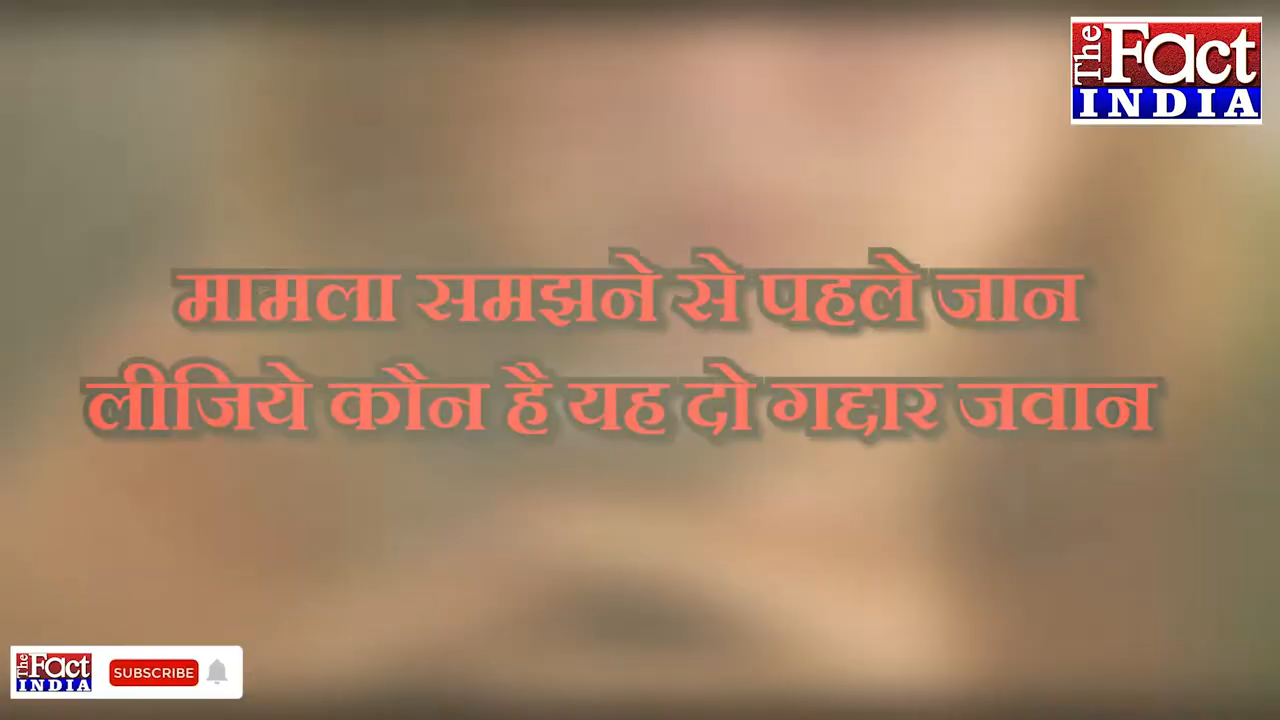 The Fact
INDIA
मामला समझने से पहले जान
लीजिये कौन है यह दो गद्दार जवान
The Fact
INDIA
SUBSCRIBE